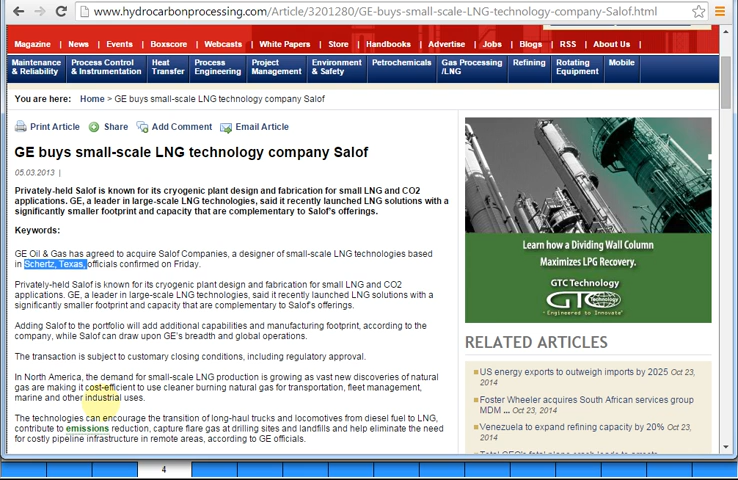 www.hydrocarbonprocessing.com/Article/3201280/GE-buys-small-scale-LNG-technology-company-Salof.html
Magazine | News | Events | Boxscore | Webcasts | White Papers | Store | Handbooks | Advertise | Jobs | Blogs | RSS | About Us |
Maintenance & Reliability
Process Control & Instrumentation
Heat Transfer
Process Engineering
Project Management
Environment & Safety
Petrochemicals
Gas Processing /LNG
Refining
Rotating Equipment
Mobile
You are here: Home > GE buys small-scale LNG technology company Salof
Print Article Share Add Comment Email Article
GE buys small-scale LNG technology company Salof
05.03.2013 |
Privately-held Salof is known for its cryogenic plant design and fabrication for small LNG and CO2
applications. GE, a leader in large-scale LNG technologies, said it recently launched LNG solutions with a
significantly smaller footprint and capacity that are complementary to Salof's offerings.
Keywords:
GE Oil & Gas has agreed to acquire Salof Companies, a designer of small-scale LNG technologies based
in Schertz, Texas, officials confirmed on Friday.
Privately-held Salof is known for its cryogenic plant design and fabrication for small LNG and CO2
applications. GE, a leader in large-scale LNG technologies, said it recently launched LNG solutions with a
significantly smaller footprint and capacity that are complementary to Salof's offerings.
Adding Salof to the portfolio will add additional capabilities and manufacturing footprint, according to the
company, while Salof can draw upon GE's breadth and global operations.
The transaction is subject to customary closing conditions, including regulatory approval.
In North America, the demand for small-scale LNG production is growing as vast new discoveries of natural
gas are making it cost-efficient to use cleaner burning natural gas for transportation, fleet management,
marine and other industrial uses.
The technologies can encourage the transition of long-haul trucks and locomotives from diesel fuel to LNG,
contribute to emissions reduction, capture flare gas at drilling sites and landfills and help eliminate the need
for costly pipeline infrastructure in remote areas, according to GE officials.
Learn how a Dividing Wall Column
Maximizes LPG Recovery.
GTC Technology
GTC Technology
- Engineered to Innovate
RELATED ARTICLES
US energy exports to outweigh imports by 2025 Oct 23,
2014
Foster Wheeler acquires South African services group
MDM ... Oct 23, 2014
Venezuela to expand refining capacity by 20% Oct 23,
2014
4